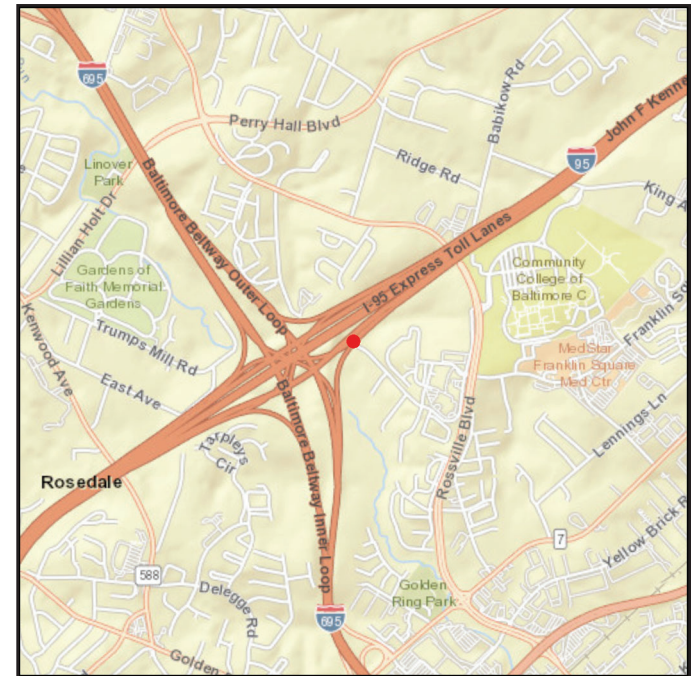 695
Perry Hall Blvd
Babikow Rd
John F Kenne
95
Ridge Rd
King A
Linover
Park
Lillian Holt Dr
Baltimore Beltway Outer Loop
I-95 Express Toll Lanes
Gardens of
Faith Memorial
Gardens
Community
College of
Baltimore C
Kenwood Ave
Trumps Mill Rd
Franklin Sq
MedStar
Franklin Square
Med Ctr
East Ave
Baltimore Beltway Inner Loop
Rossville Blvd
Lennings Ln
Tarpleys
Cir
Rosedale
7
Yellow Brick R
588
Delegge Rd
Golden
Ring Park
695
Golden